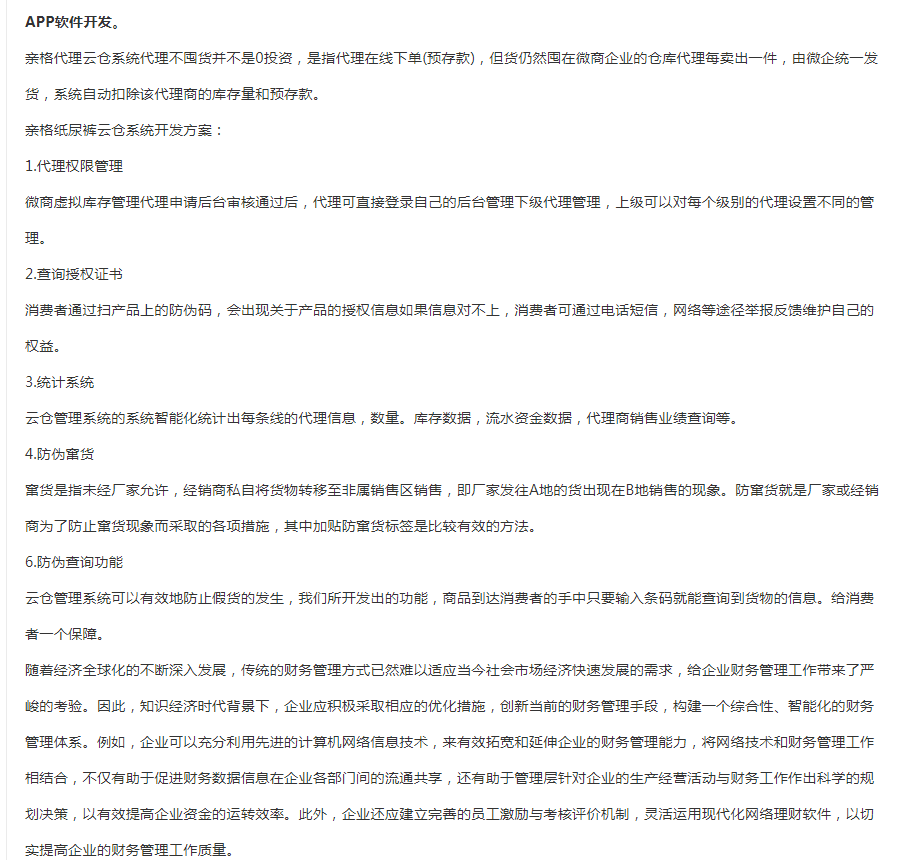 APP软件开发。
亲格代理云仓系统代理不囤货并不是0投资，是指代理在线下单(预存款)，但货仍然囤在微商企业的仓库代理每卖出一件，由微企统一发
货，系统自动扣除该代理商的库存量和预存款。
亲格纸尿裤云仓系统开发方案：
1.代理权限管理
微商虚拟库存管理代理申请后台审核通过后，代理可直接登录自己的后台管理下级代理管理，上级可以对每个级别的代理设置不同的管
理。
2.查询授权证书
消费者通过扫产品上的防伪码，会出现关于产品的授权信息如果信息对不上，消费者可通过电话短信，网络等途径举报反馈维护自己的
权益。
3.统计系统
云仓管理系统的系统智能化统计出每条线的代理信息，数量。库存数据，流水资金数据，代理商销售业绩查询等。
4.防伪窜货
窜货是指未经厂家允许，经销商私自将货物转移至非属销售区销售，即厂家发往A地的货出现在B地销售的现象。防窜货就是厂家或经销
商为了防止窜货现象而采取的各项措施，其中加贴防窜货标签是比较有效的方法。
6.防伪查询功能
云仓管理系统可以有效地防止假货的发生，我们所开发出的功能，商品到达消费者的手中只要输入条码就能查询到货物的信息。给消费
者一个保障。
随着经济全球化的不断深入发展，传统的财务管理方式已然难以适应当今社会市场经济快速发展的需求，给企业财务管理工作带来了严
峻的考验。因此，知识经济时代背景下，企业应积极采取相应的优化措施，创新当前的财务管理手段，构建一个综合性、智能化的财务
管理体系。例如，企业可以充分利用先进的计算机网络信息技术，来有效拓宽和延伸企业的财务管理能力，将网络技术和财务管理工作
相结合，不仅有助于促进财务数据信息在企业各部门间的流通共享，还有助于管理层针对企业的生产经营活动与财务工作作出科学的规
划决策，以有效提高企业资金的运转效率。此外，企业还应建立完善的员工激励与考核评价机制，灵活运用现代化网络理财软件，以切
实提高企业的财务管理工作质量。